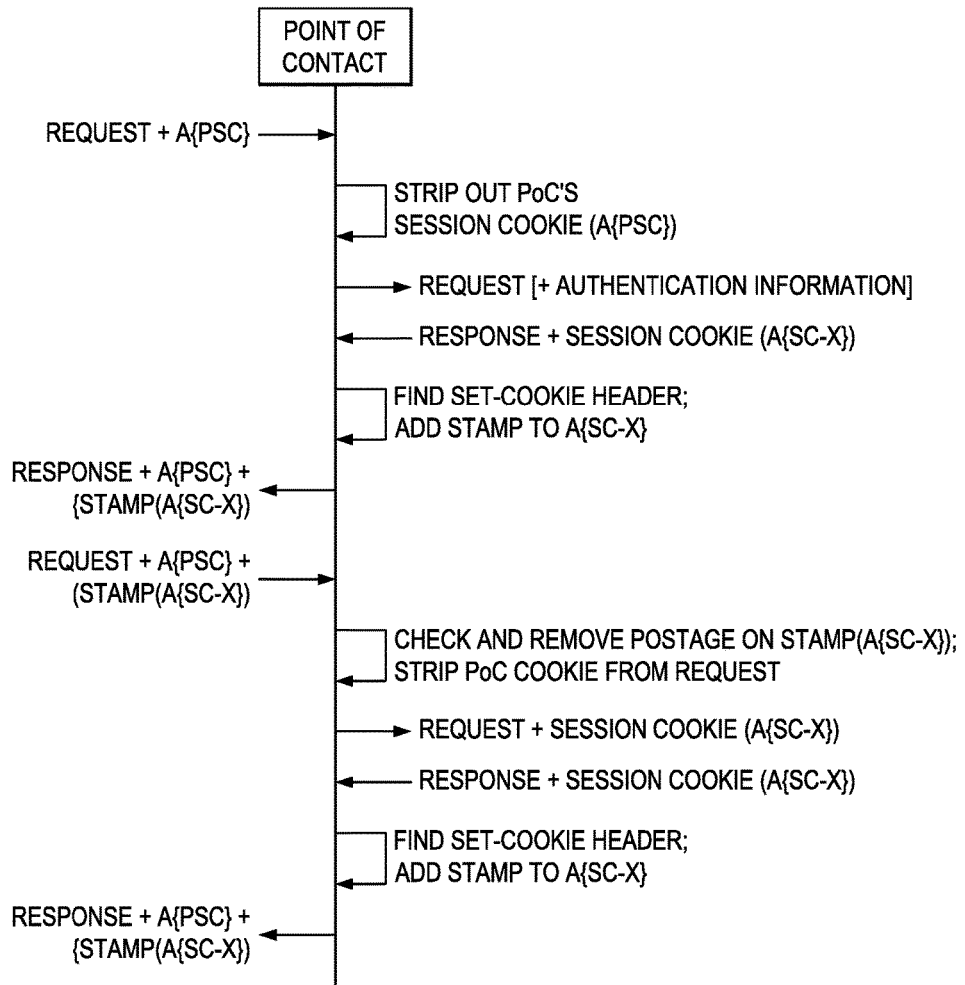 POINT OF
CONTACT
REQUEST + A{PSC}
STRIP OUT PoC'S
SESSION COOKIE (A{PSC})
REQUEST [+ AUTHENTICATION INFORMATION]
RESPONSE + SESSION COOKIE (A{SC-X})
FIND SET-COOKIE HEADER;
ADD STAMP TO A{SC-X}
RESPONSE + A{PSC} +
{STAMP(A{SC-X})
REQUEST + A{PSC} +
(STAMP(A{SC-X})
CHECK AND REMOVE POSTAGE ON STAMP(A{SC-X});
STRIP PoC COOKIE FROM REQUEST
REQUEST + SESSION COOKIE (A{SC-X})
RESPONSE + SESSION COOKIE (A{SC-X})
FIND SET-COOKIE HEADER;
ADD STAMP TO A{SC-X}
RESPONSE + A{PSC} +
{STAMP(A{SC-X})